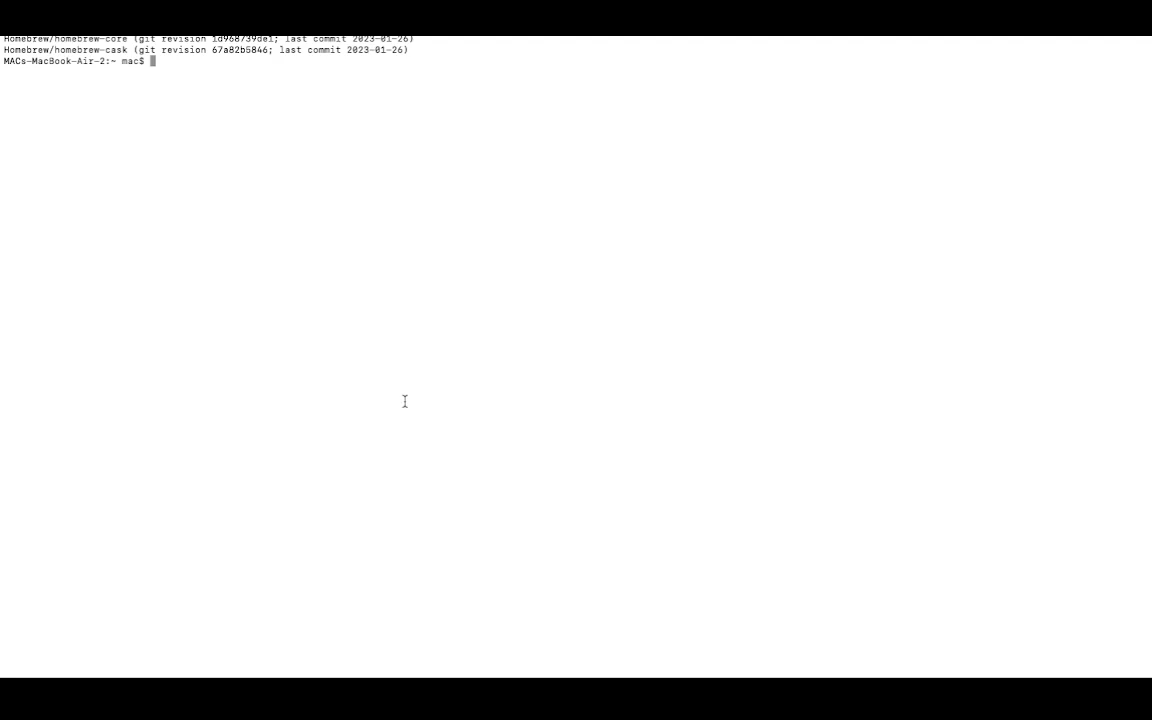 Homebrew/homebrew-core (git revision 1d968739de1; last commit 2023-01-26)
Homebrew/homebrew-cask (git revision 67a82b5846; last commit 2023-01-26)
MACs-MacBook-Air-2:~ mac$